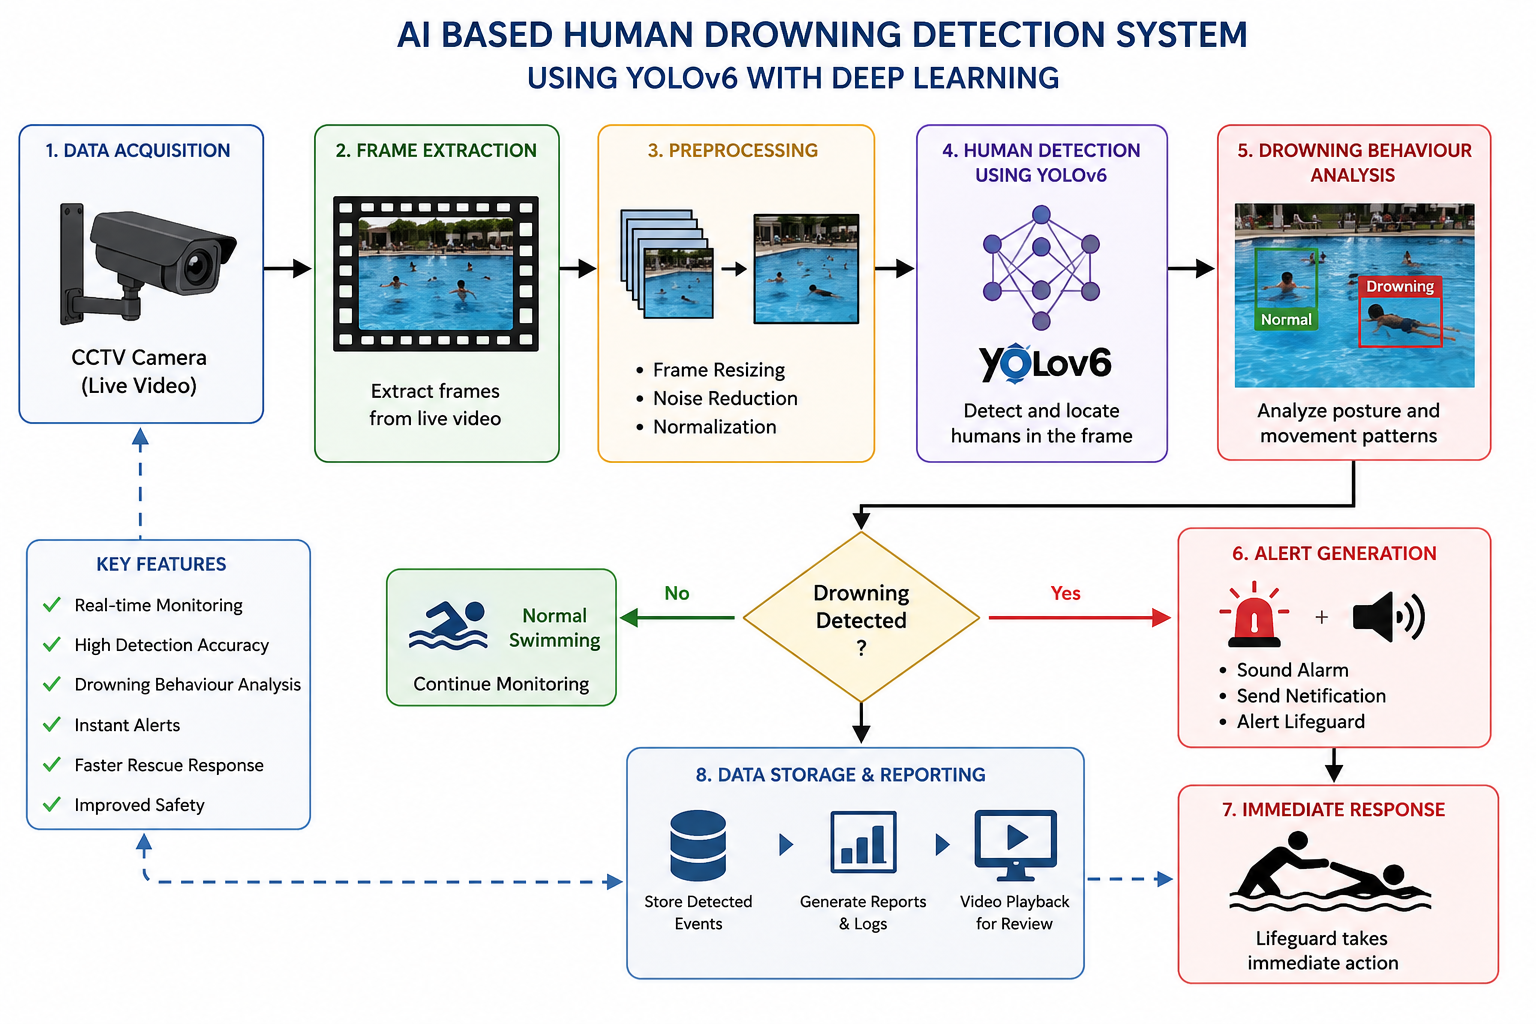 AI BASED HUMAN DROWNING DETECTION SYSTEM
USING YOLOv6 WITH DEEP LEARNING
1. DATA ACQUISITION
CCTV Camera
(Live Video)
2. FRAME EXTRACTION
Extract frames
from live video
3. PREPROCESSING
• Frame Resizing
• Noise Reduction
• Normalization
4. HUMAN DETECTION
USING YOLOv6
YOLOv6
Detect and locate
humans in the frame
5. DROWNING BEHAVIOUR
ANALYSIS
Normal
Drowning
Analyze posture and
movement patterns
Drowning
Detected
?
No
Yes
Normal
Swimming
Continue Monitoring
6. ALERT GENERATION
+
• Sound Alarm
• Send Netification
• Alert Lifeguard
7. IMMEDIATE RESPONSE
Lifeguard takes
immediate action
8. DATA STORAGE & REPORTING
Store Detected
Events
Generate Reports
& Logs
Video Playback
for Review
KEY FEATURES
Real-time Monitoring
High Detection Accuracy
Drowning Behaviour Analysis
Instant Alerts
Faster Rescue Response
Improved Safety